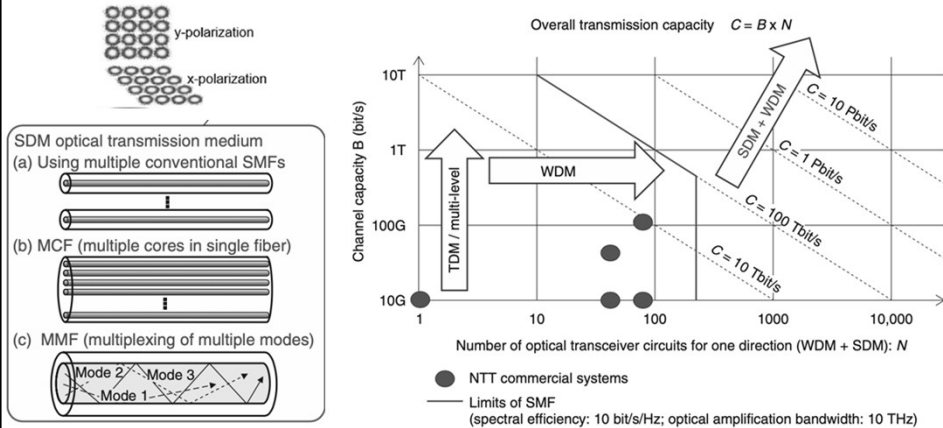 y-polarization
x-polarization
SDM optical transmission medium
(a) Using multiple conventional SMFs
(b) MCF (multiple cores in single fiber)
(c) MMF (multiplexing of multiple modes)
Mode 2
Mode 3
Mode 1
Overall transmission capacity C = B x N
Channel capacity B (bit/s)
10T
1T
100G
10G
TDM / multi-level
WDM
SDM + WDM
C = 10 Pbit/s
C = 1 Pbit/s
C = 100 Tbit/s
C = 10 Tbit/s
1
10
100
1000
10,000
Number of optical transceiver circuits for one direction (WDM + SDM): N
NTT commercial systems
Limits of SMF
(spectral efficiency: 10 bit/s/Hz; optical amplification bandwidth: 10 THz)